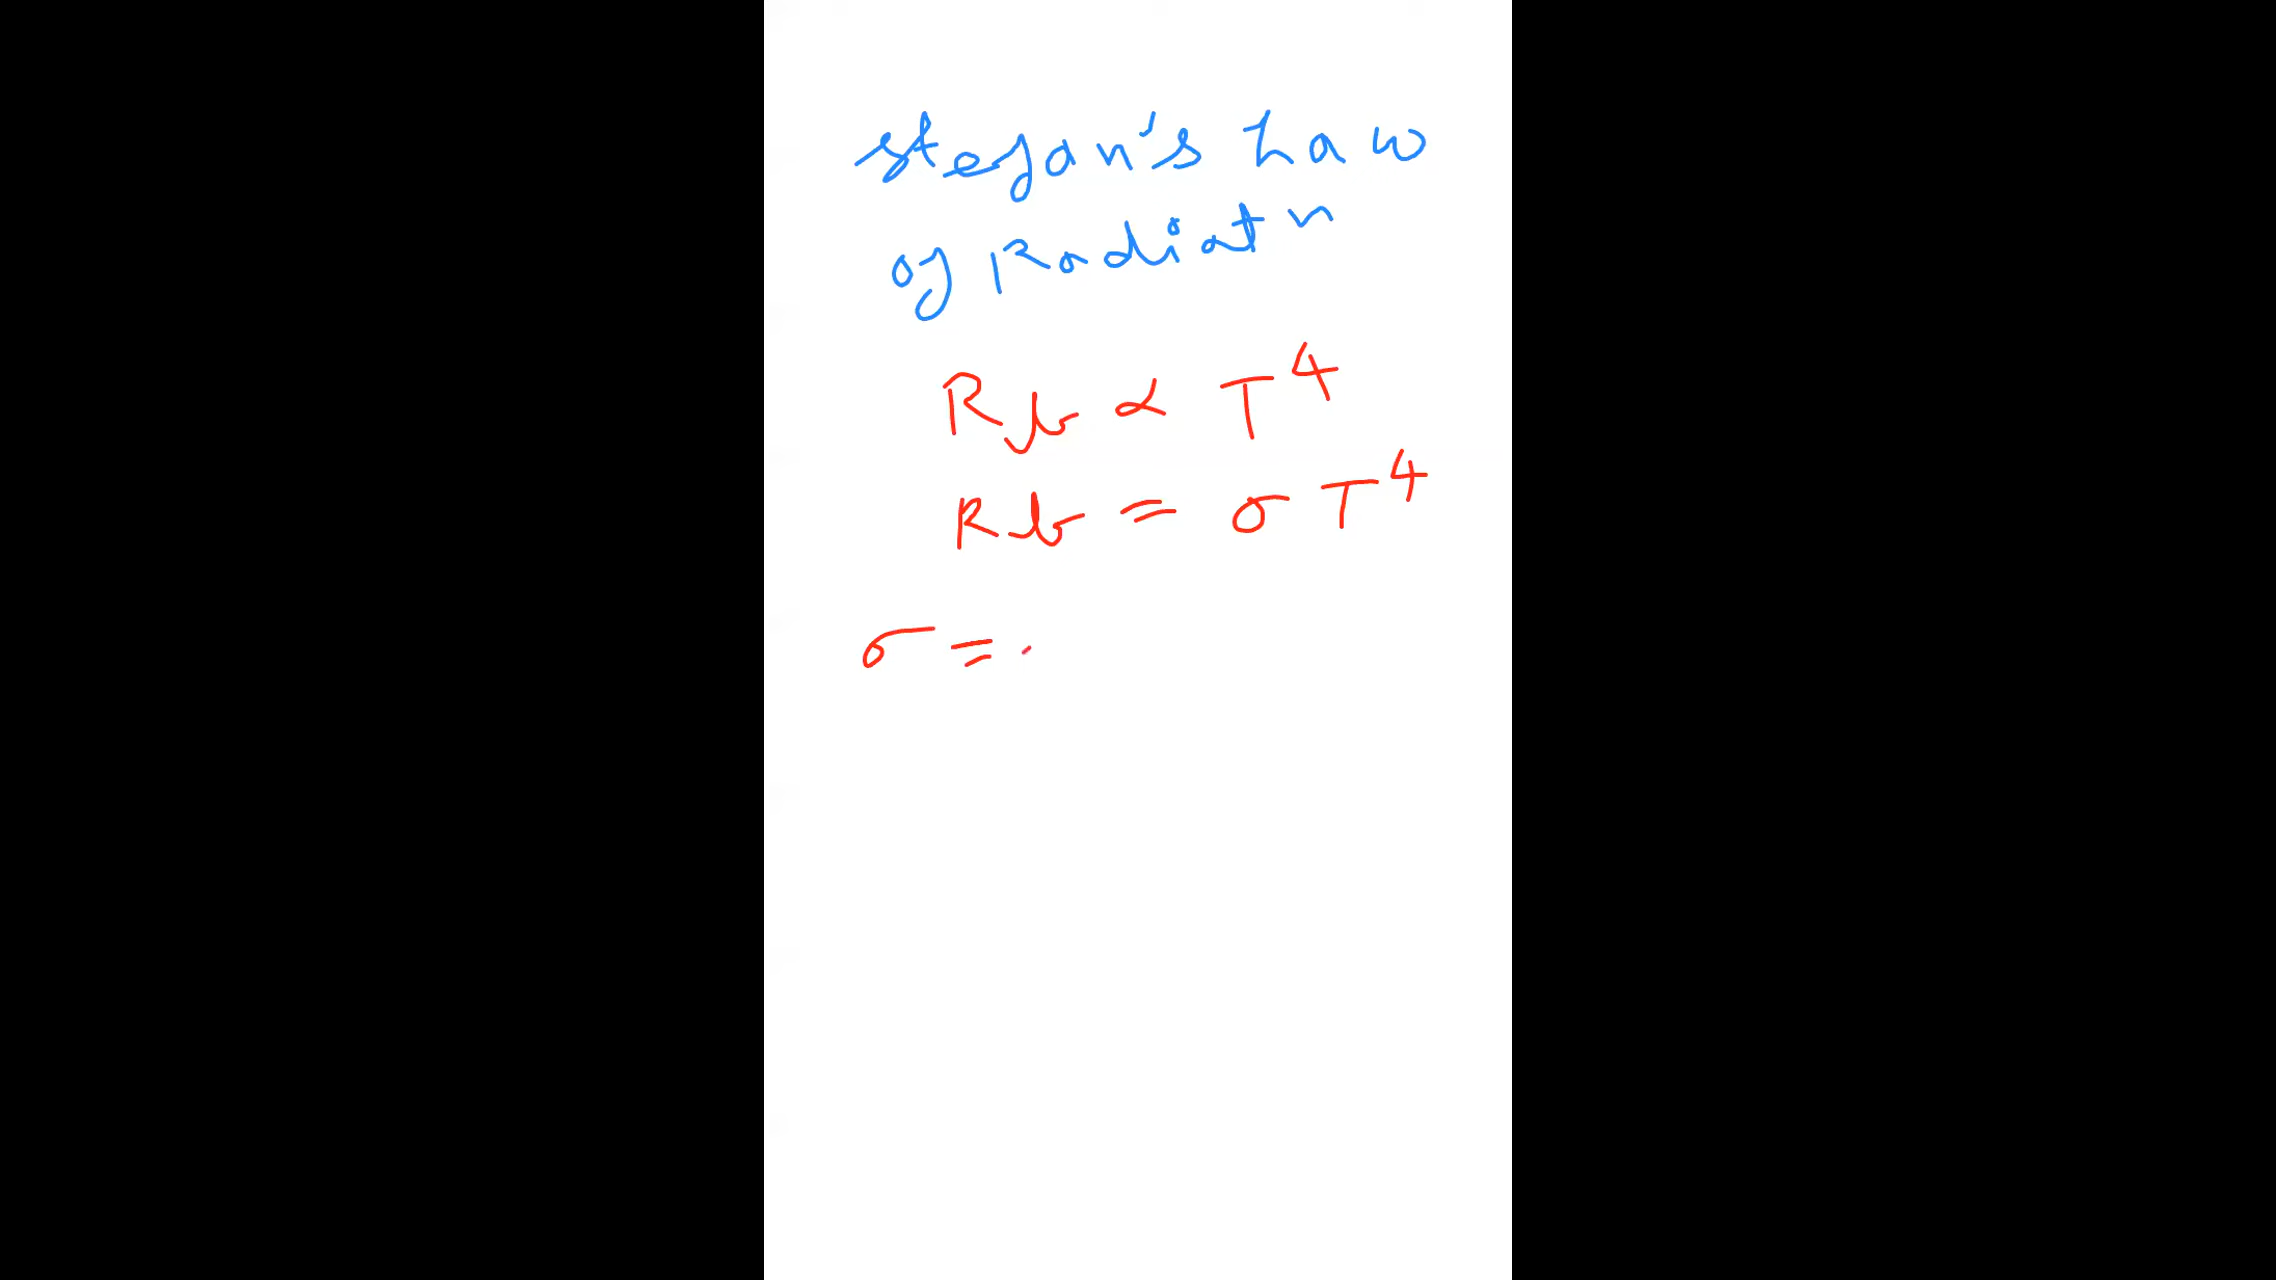 Stefan's Law
of Radiatn
Rb ∝ T⁴
Rb = σ T⁴
σ =